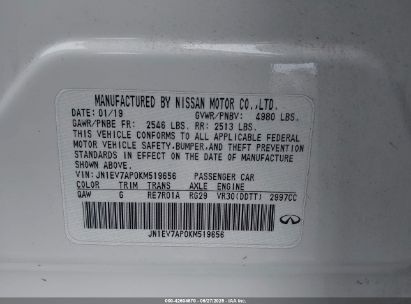 MANUFACTURED BY NISSAN MOTOR CO.,LTD.
DATE: 01/19 GVWR/PNBV: 4980 LBS.
GAWR/PNBE FR: 2546 LBS. RR: 2513 LBS.
THIS VEHICLE CONFORMS TO ALL APPLICABLE FEDERAL
MOTOR VEHICLE SAFETY,BUMPER,AND THEFT PREVENTION
STANDARDS IN EFFECT ON THE DATE OF MANUFACTURE
SHOWN ABOVE.
VIN: JN1EV7AP0KM519656 PASSENGER CAR
COLOR TRIM TRANS AXLE ENGINE
QAW G RE7R01A RG29 VR30(DDTT) 2997CC
JN1EV7AP0KM519656
INFINITI